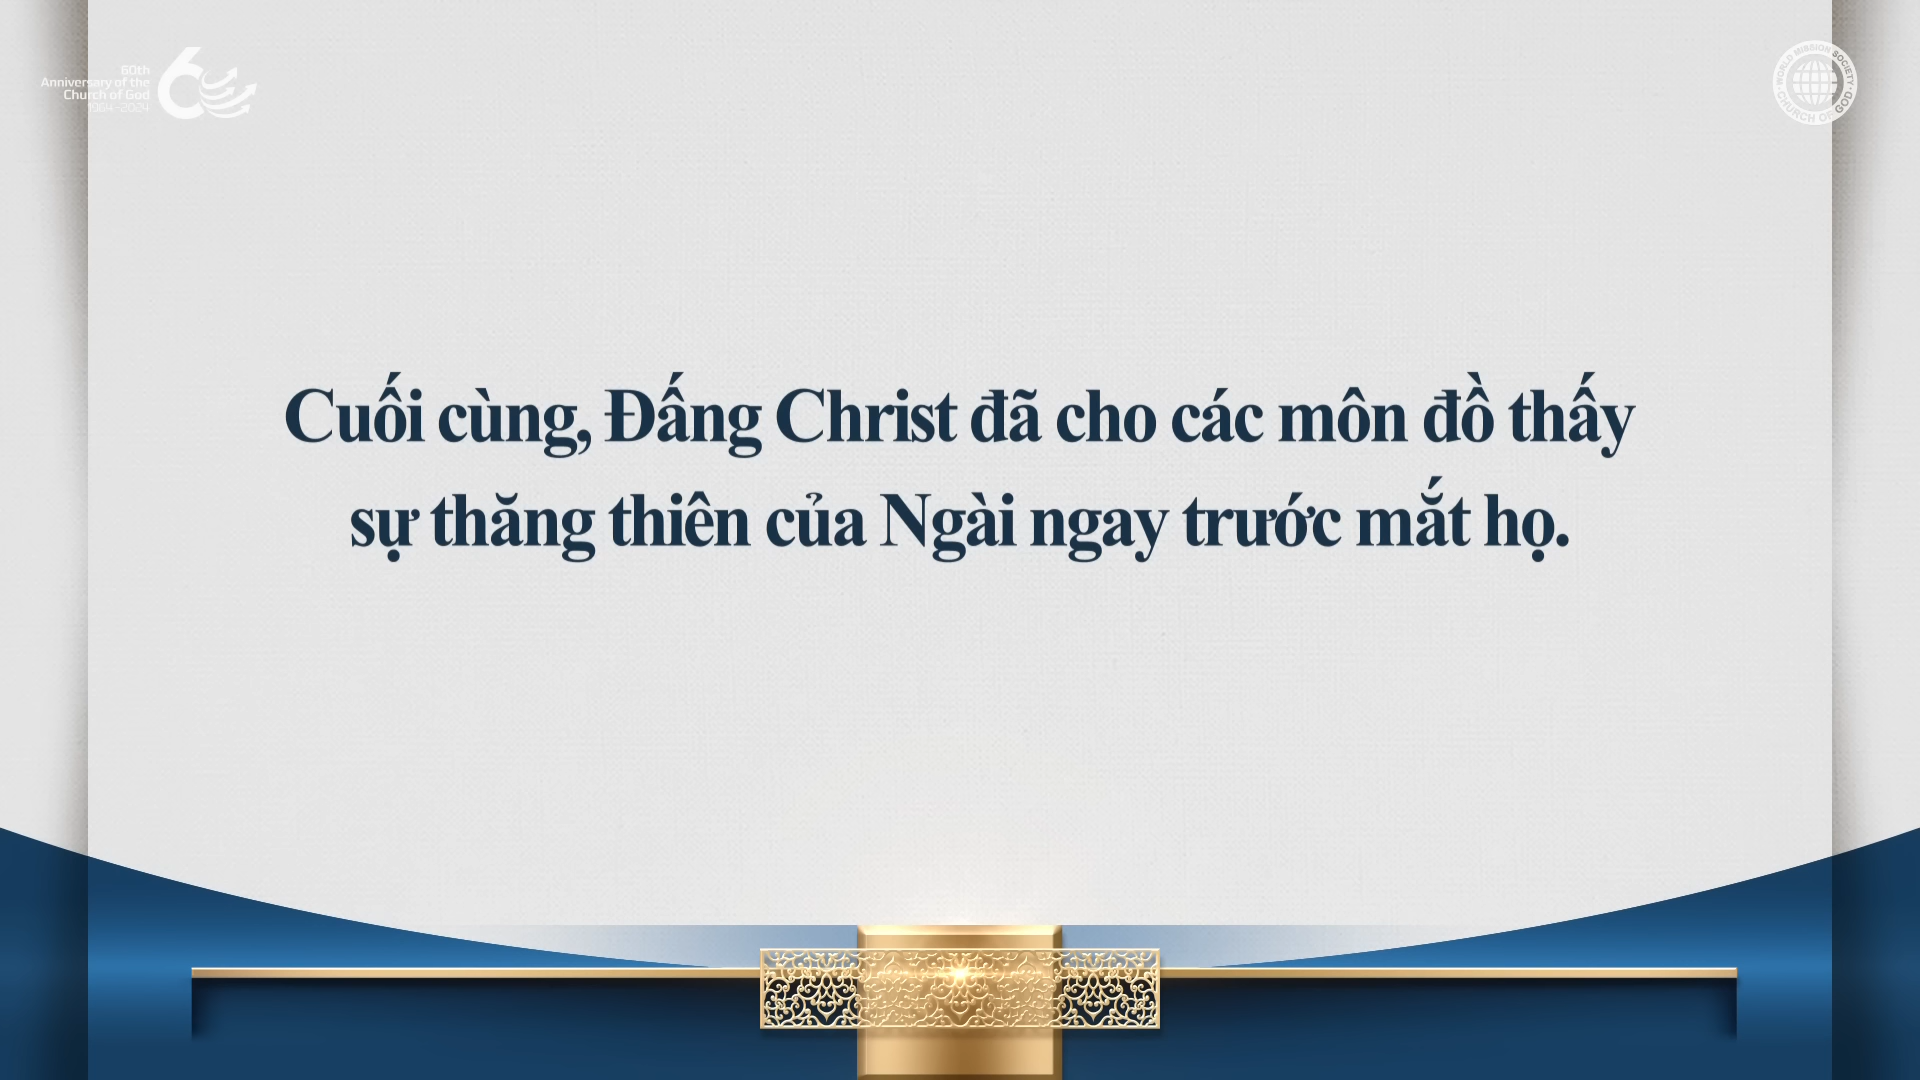 60th
Anniversary of the
Church of God
1964-2024
WORLD MISSION SOCIETY
CHURCH OF GOD
Cuối cùng, Đấng Christ đã cho các môn đồ thấy
sự thăng thiên của Ngài ngay trước mắt họ.